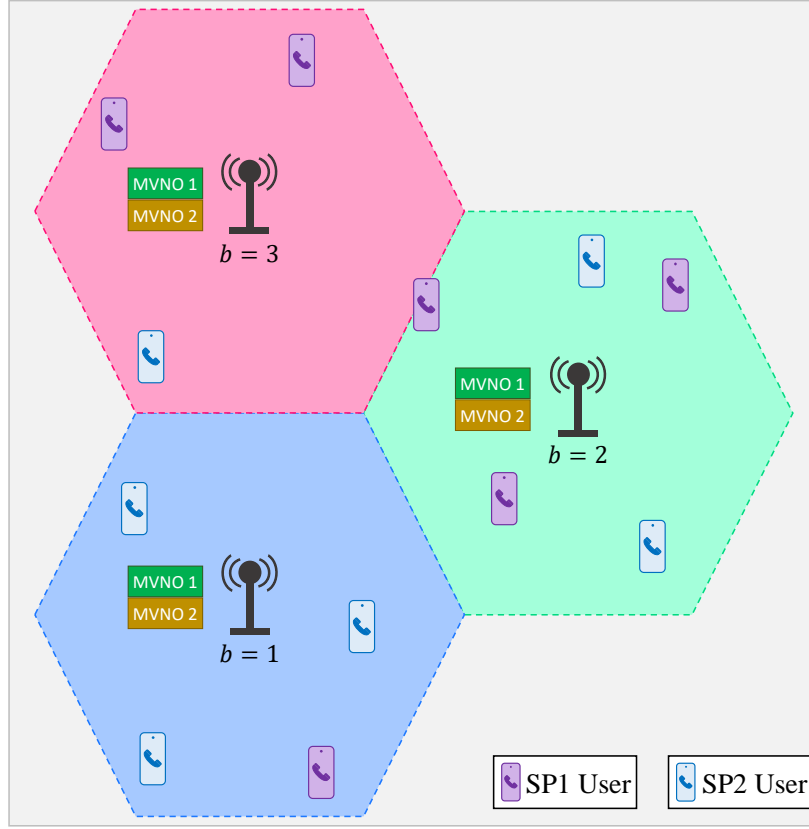 MVNO 1
MVNO 2
b = 3
MVNO 1
MVNO 2
b = 2
MVNO 1
MVNO 2
b = 1
SP1 User
SP2 User